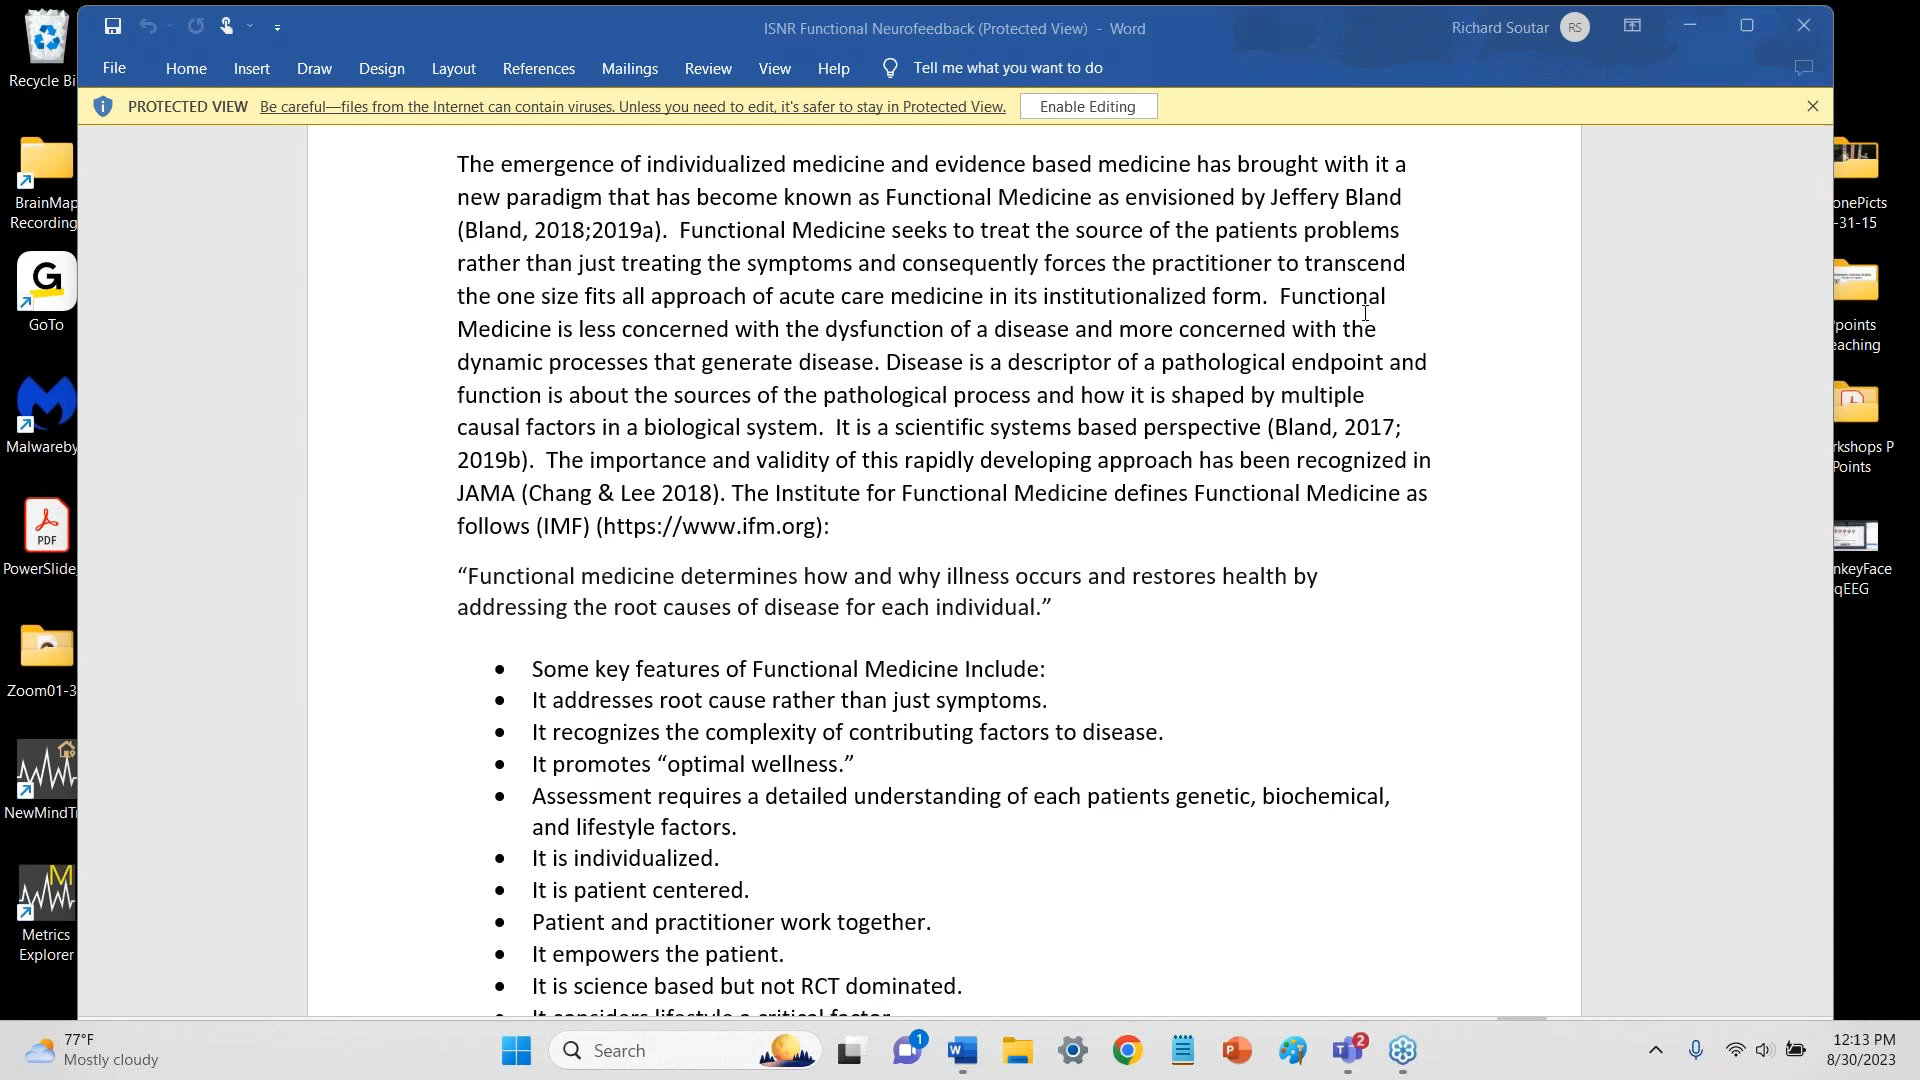 ISNR Functional Neurofeedback (Protected View) - Word
Richard Soutar
RS
File
Home
Insert
Draw
Design
Layout
References
Mailings
Review
View
Help
Tell me what you want to do
PROTECTED VIEW Be careful—files from the Internet can contain viruses. Unless you need to edit, it's safer to stay in Protected View.
Enable Editing
The emergence of individualized medicine and evidence based medicine has brought with it a
new paradigm that has become known as Functional Medicine as envisioned by Jeffery Bland
(Bland, 2018;2019a).  Functional Medicine seeks to treat the source of the patients problems
rather than just treating the symptoms and consequently forces the practitioner to transcend
the one size fits all approach of acute care medicine in its institutionalized form.  Functional
Medicine is less concerned with the dysfunction of a disease and more concerned with the
dynamic processes that generate disease. Disease is a descriptor of a pathological endpoint and
function is about the sources of the pathological process and how it is shaped by multiple
causal factors in a biological system.  It is a scientific systems based perspective (Bland, 2017;
2019b).  The importance and validity of this rapidly developing approach has been recognized in
JAMA (Chang & Lee 2018). The Institute for Functional Medicine defines Functional Medicine as
follows (IMF) (https://www.ifm.org):
“Functional medicine determines how and why illness occurs and restores health by
addressing the root causes of disease for each individual.”
• Some key features of Functional Medicine Include:
• It addresses root cause rather than just symptoms.
• It recognizes the complexity of contributing factors to disease.
• It promotes “optimal wellness.”
• Assessment requires a detailed understanding of each patients genetic, biochemical,
and lifestyle factors.
• It is individualized.
• It is patient centered.
• Patient and practitioner work together.
• It empowers the patient.
• It is science based but not RCT dominated.
• It considers lifestyle a critical factor
Recycle Bi
BrainMap
Recording
G
GoTo
Malwareby
PDF
PowerSlide
Zoom01-3
NewMindT
M
Metrics
Explorer
onePicts
-31-15
points
eaching
rkshops P
Points
nkeyFace
qEEG
77°F
Mostly cloudy
Search
1
2
12:13 PM
8/30/2023